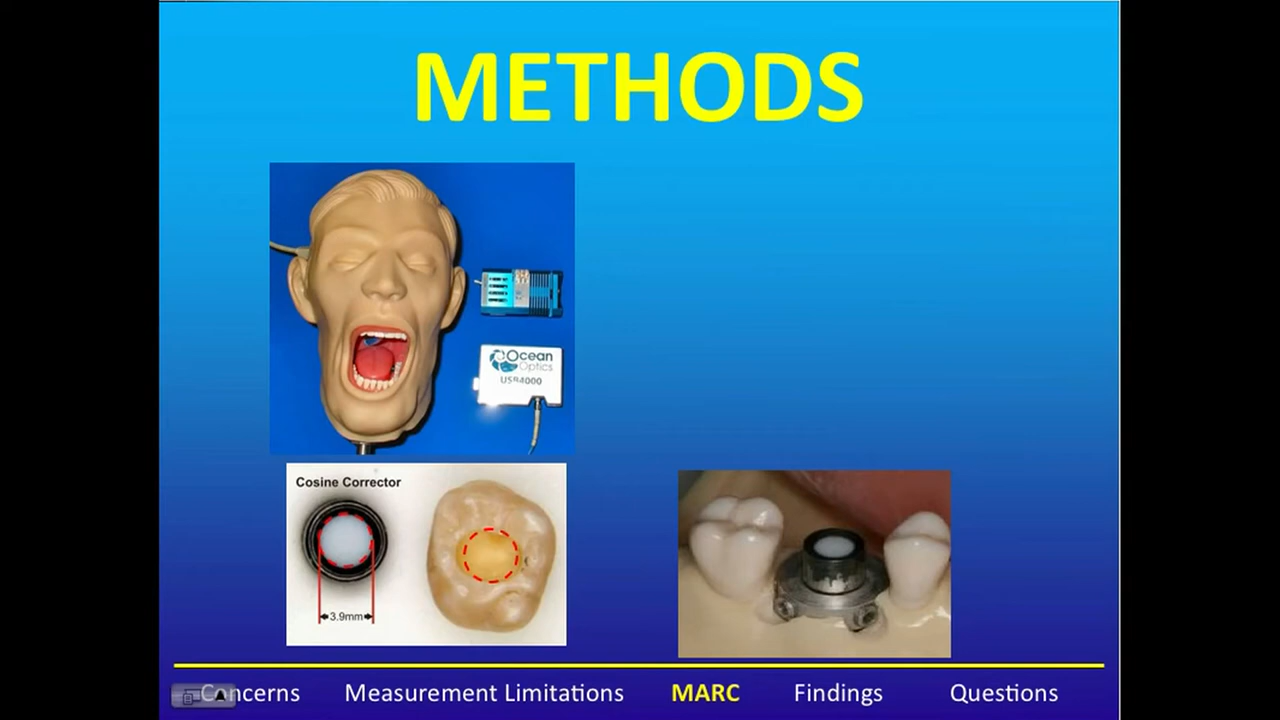 METHODS
Ocean
Optics
USB4000
Cosine Corrector
3.9mm
Concerns Measurement Limitations MARC Findings Questions